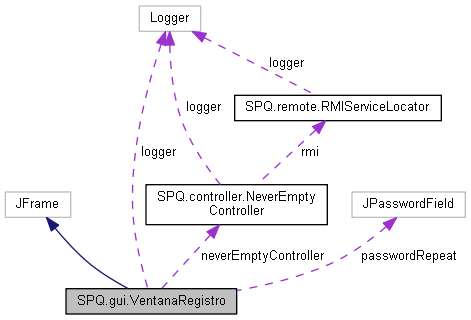 Logger
logger
SPQ.remote.RMIServiceLocator
logger
logger
rmi
SPQ.controller.NeverEmpty
Controller
JFrame
JPasswordField
neverEmptyController
passwordRepeat
SPQ.gui.VentanaRegistro